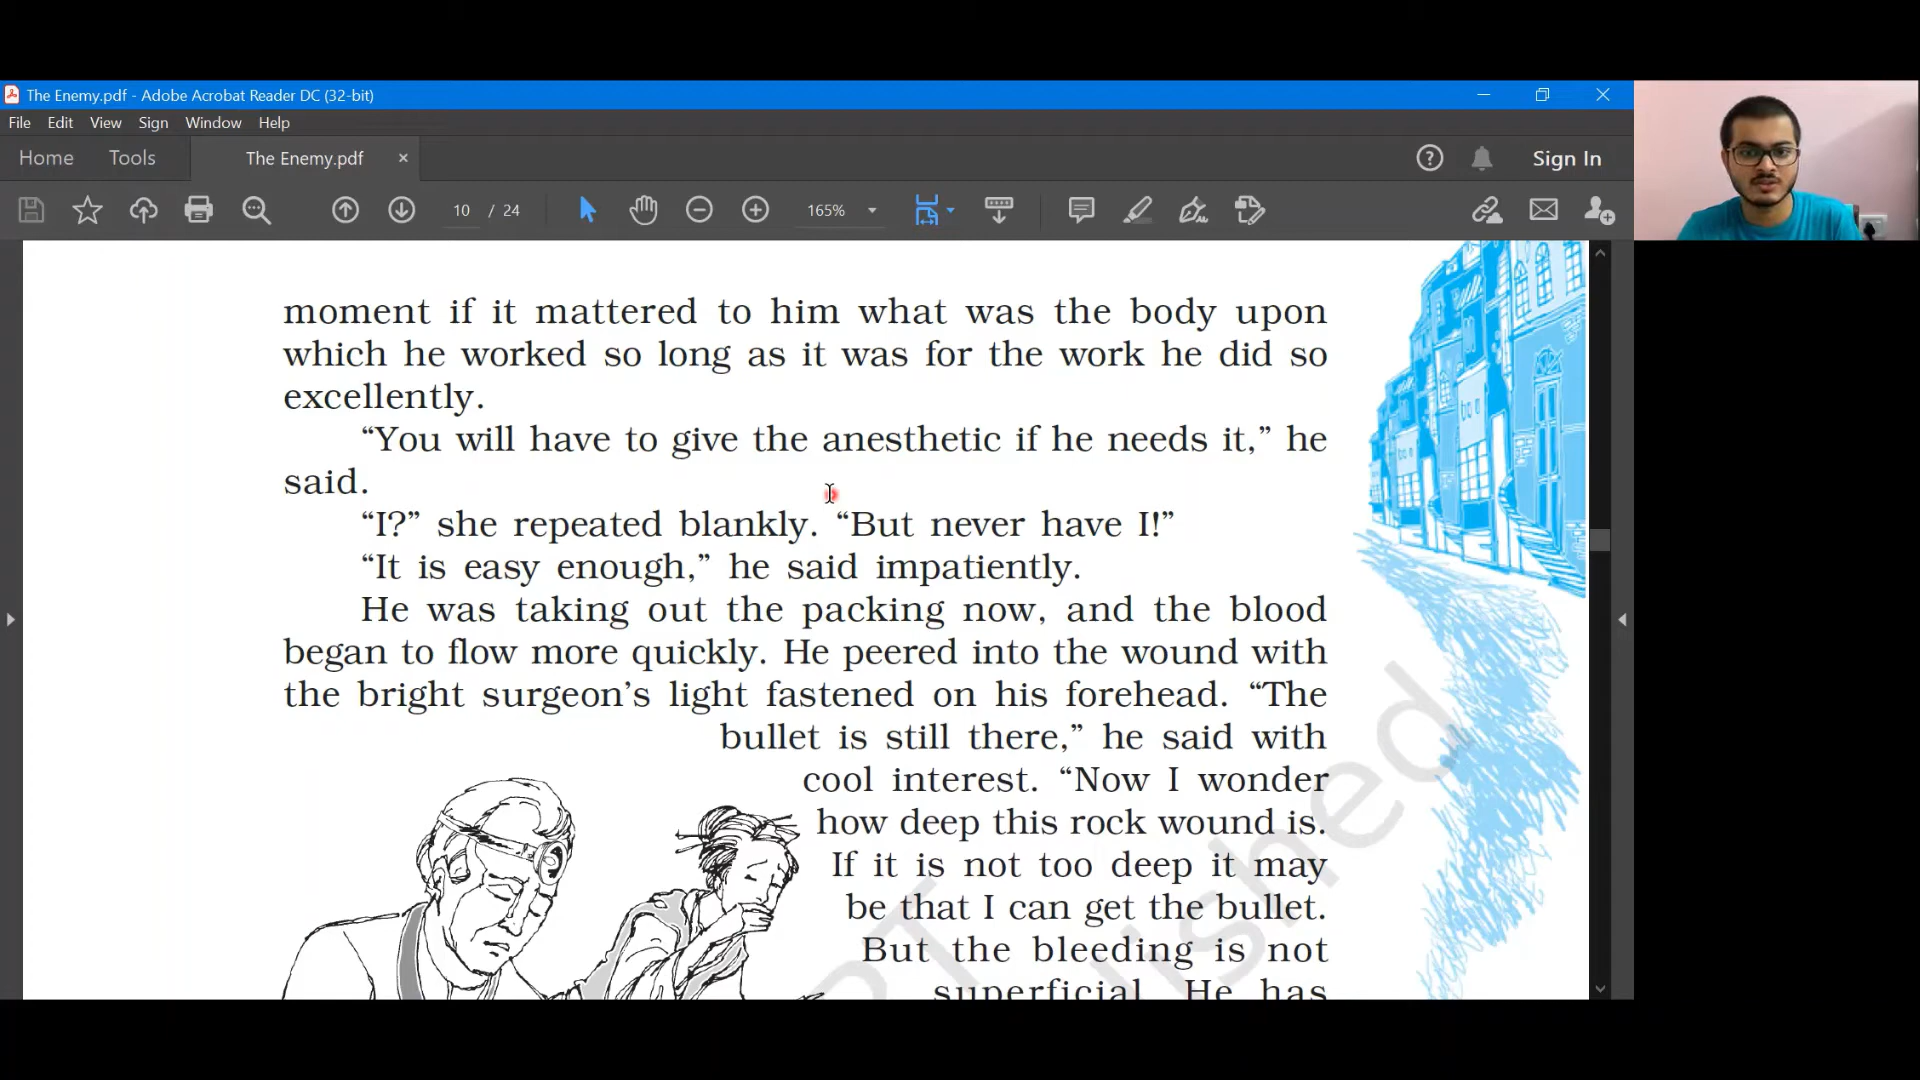 The Enemy.pdf - Adobe Acrobat Reader DC (32-bit)
File Edit View Sign Window Help
Home Tools The Enemy.pdf × Sign In
10 / 24 165%
moment if it mattered to him what was the body upon
which he worked so long as it was for the work he did so
excellently.
“You will have to give the anesthetic if he needs it,” he
said.
“I?” she repeated blankly. “But never have I!”
“It is easy enough,” he said impatiently.
He was taking out the packing now, and the blood
began to flow more quickly. He peered into the wound with
the bright surgeon’s light fastened on his forehead. “The
bullet is still there,” he said with
cool interest. “Now I wonder
how deep this rock wound is.
If it is not too deep it may
be that I can get the bullet.
But the bleeding is not
superficial. He has